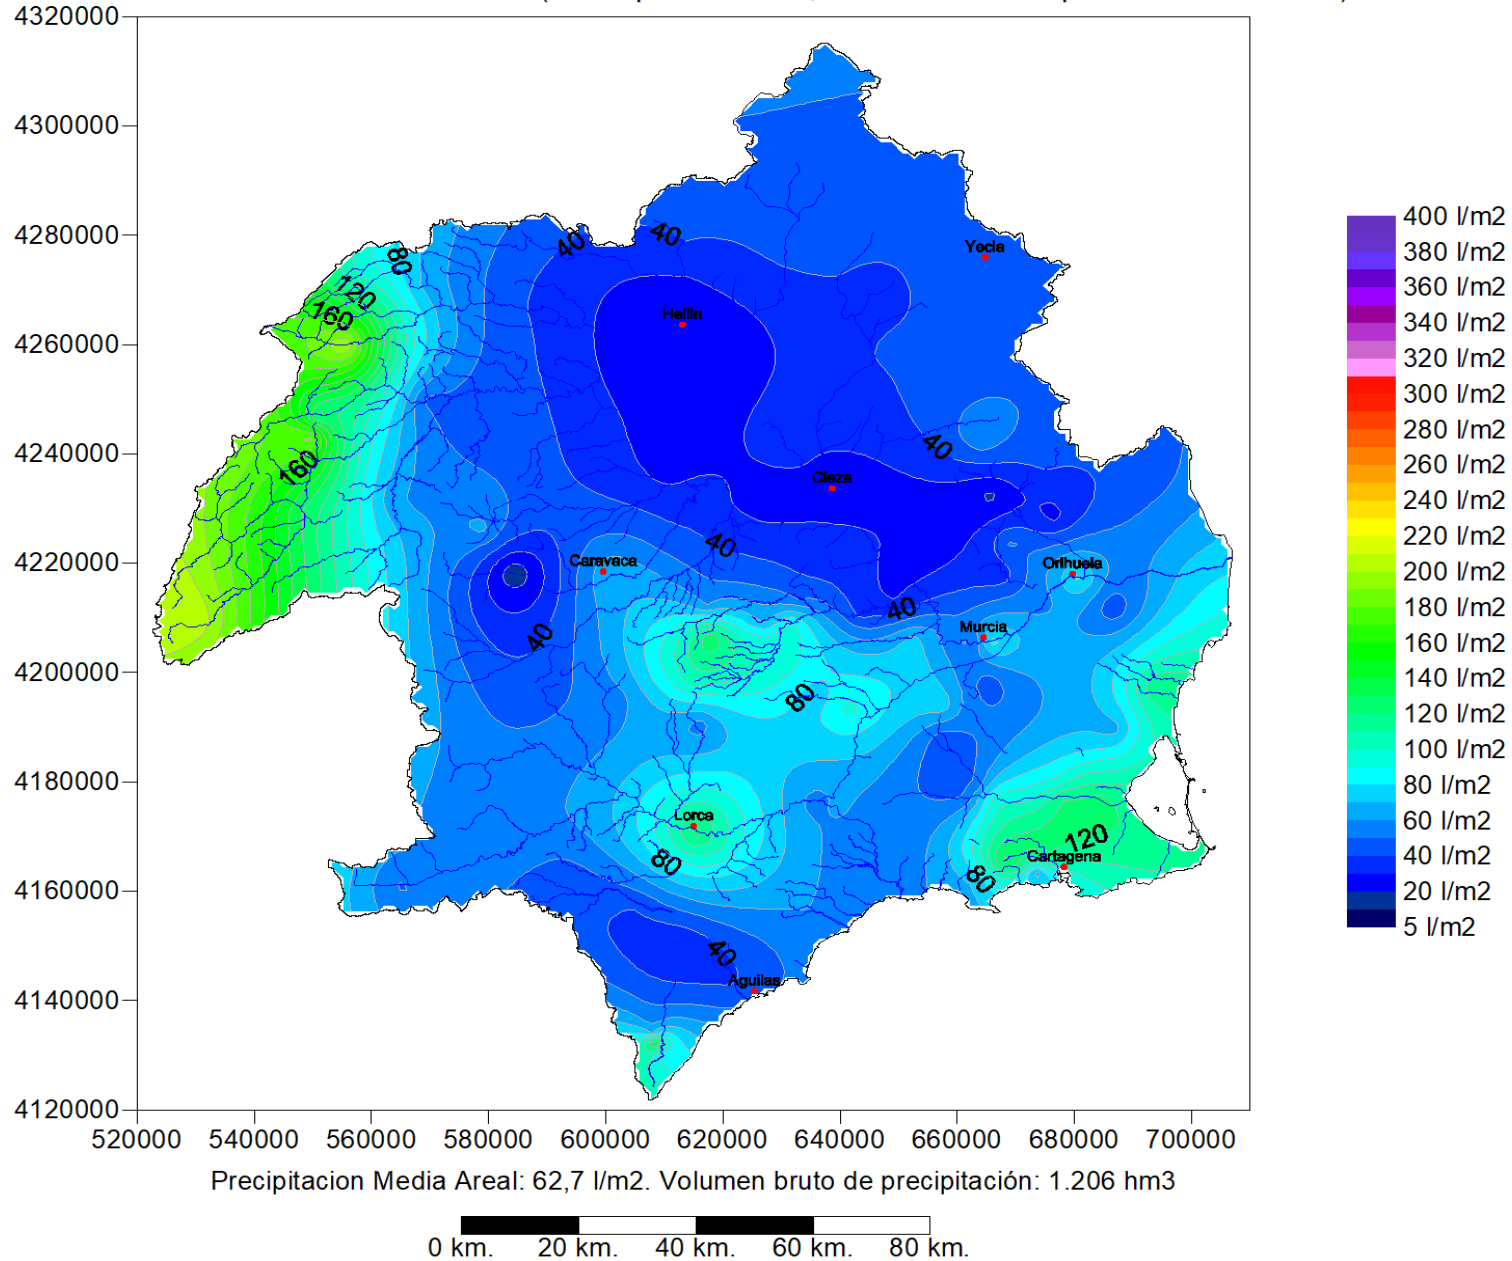 4320000
4300000
4280000
4260000
4240000
4220000
4200000
4180000
4160000
4140000
4120000
520000 540000 560000 580000 600000 620000 640000 660000 680000 700000
40
40
80
120
160
160
40
40
40
40
80
80
120
80
40
Yecla
Hellin
Cieza
Caravaca
Orihuela
Murcia
Lorca
Cartagena
Aguilas
400 l/m2
380 l/m2
360 l/m2
340 l/m2
320 l/m2
300 l/m2
280 l/m2
260 l/m2
240 l/m2
220 l/m2
200 l/m2
180 l/m2
160 l/m2
140 l/m2
120 l/m2
100 l/m2
80 l/m2
60 l/m2
40 l/m2
20 l/m2
5 l/m2
Precipitacion Media Areal: 62,7 l/m2. Volumen bruto de precipitación: 1.206 hm3
0 km. 20 km. 40 km. 60 km. 80 km.